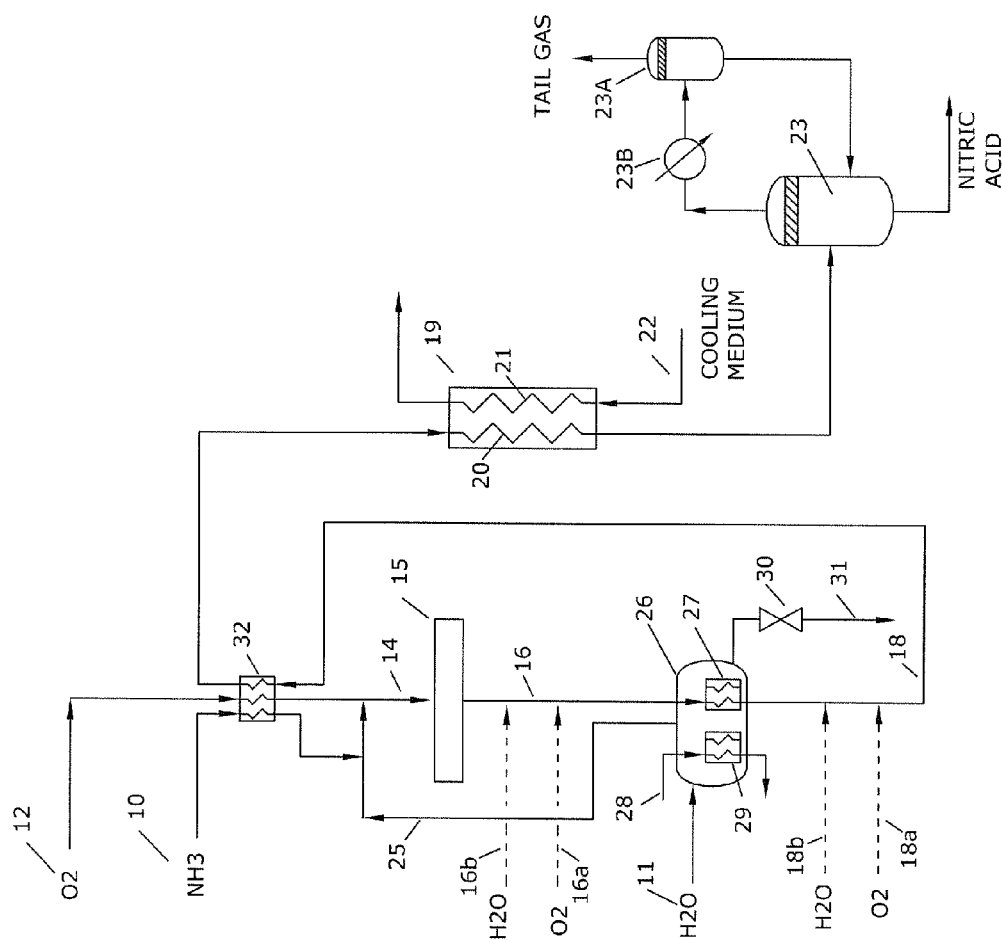 12
O2
10
NH3
32
14
15
16
25
16b
H2O
O2
16a
11
H2O
28
29
26
27
30
31
18
18b
H2O
O2
18a
19
20
21
22
COOLING
MEDIUM
TAIL GAS
23A
23B
23
NITRIC
ACID